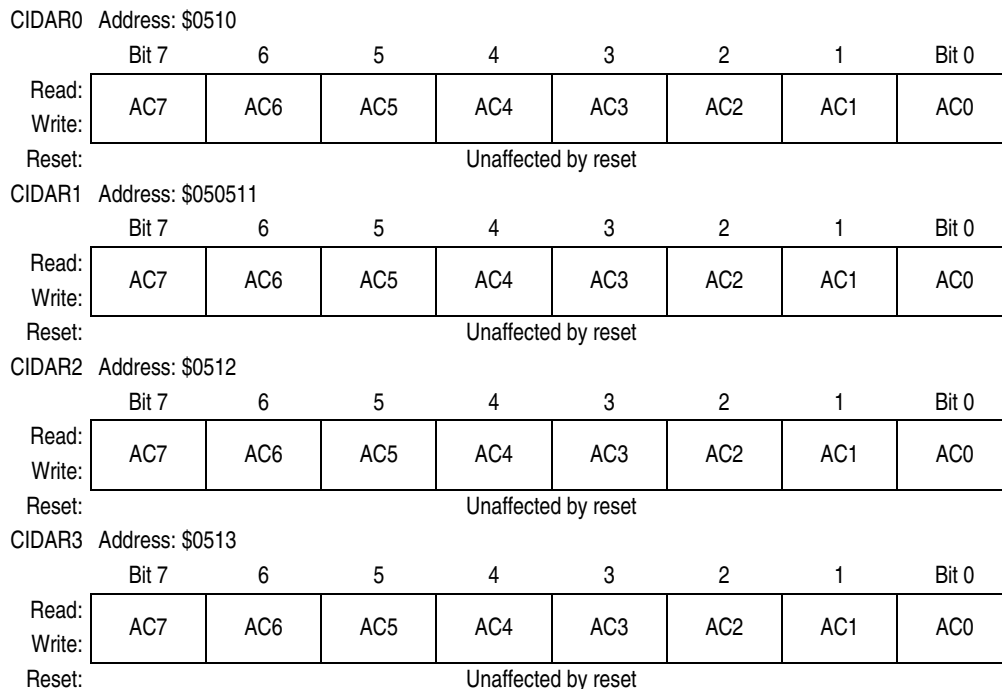 CIDAR0 Address: $0510
Bit 7 6 5 4 3 2 1 Bit 0
Read:
AC7 AC6 AC5 AC4 AC3 AC2 AC1 AC0
Write:
Reset: Unaffected by reset
CIDAR1 Address: $050511
Bit 7 6 5 4 3 2 1 Bit 0
Read:
AC7 AC6 AC5 AC4 AC3 AC2 AC1 AC0
Write:
Reset: Unaffected by reset
CIDAR2 Address: $0512
Bit 7 6 5 4 3 2 1 Bit 0
Read:
AC7 AC6 AC5 AC4 AC3 AC2 AC1 AC0
Write:
Reset: Unaffected by reset
CIDAR3 Address: $0513
Bit 7 6 5 4 3 2 1 Bit 0
Read:
AC7 AC6 AC5 AC4 AC3 AC2 AC1 AC0
Write:
Reset: Unaffected by reset